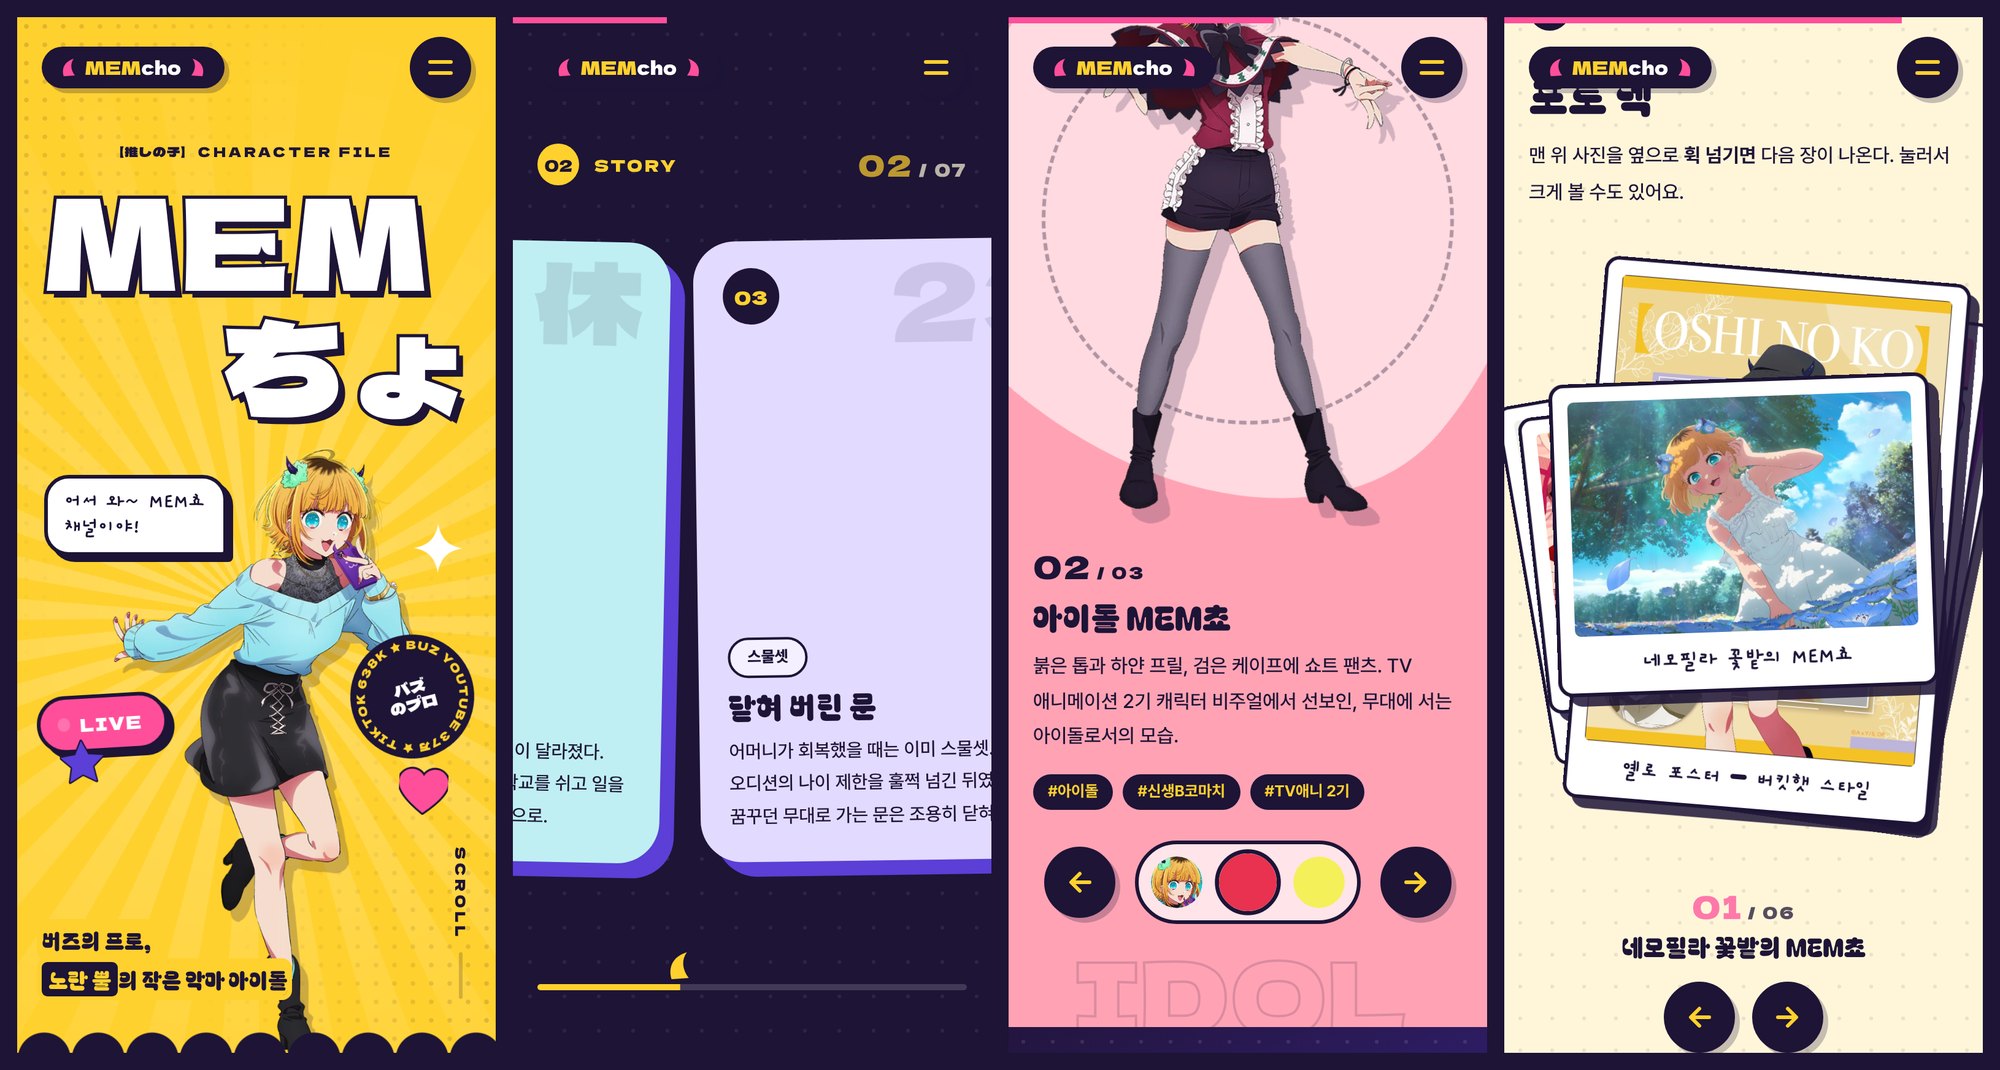 MEMcho
【推しの子】 CHARACTER FILE
MEM
ちょ
어서 와~ MEM쵸
채널이야!
LIVE
BUZ YOUTUBE 37万 ★ TIKTOK 638K ★
バズ
のプロ
SCROLL
버즈의 프로,
노란 뿔의 작은 악마 아이돌
MEMcho
02 STORY
02 / 07
休
이 달라졌다.
학교를 쉬고 일을
으로.
03
23
스물셋
닫혀 버린 문
어머니가 회복했을 때는 이미 스물셋.
오디션의 나이 제한을 훌쩍 넘긴 뒤였
꿈꾸던 무대로 가는 문은 조용히 닫혀
MEMcho
02 / 03
아이돌 MEM쵸
붉은 톱과 하얀 프릴, 검은 케이프에 쇼트 팬츠. TV
애니메이션 2기 캐릭터 비주얼에서 선보인, 무대에 서는
아이돌로서의 모습.
#아이돌
#신생B코마치
#TV애니 2기
IDOL
MEMcho
맨 위 사진을 옆으로 휙 넘기면 다음 장이 나온다. 눌러서
크게 볼 수도 있어요.
【OSHI NO KO】
네모필라 꽃밭의 MEM쵸
옐로 포스터 — 버킷햇 스타일
01 / 06
네모필라 꽃밭의 MEM쵸